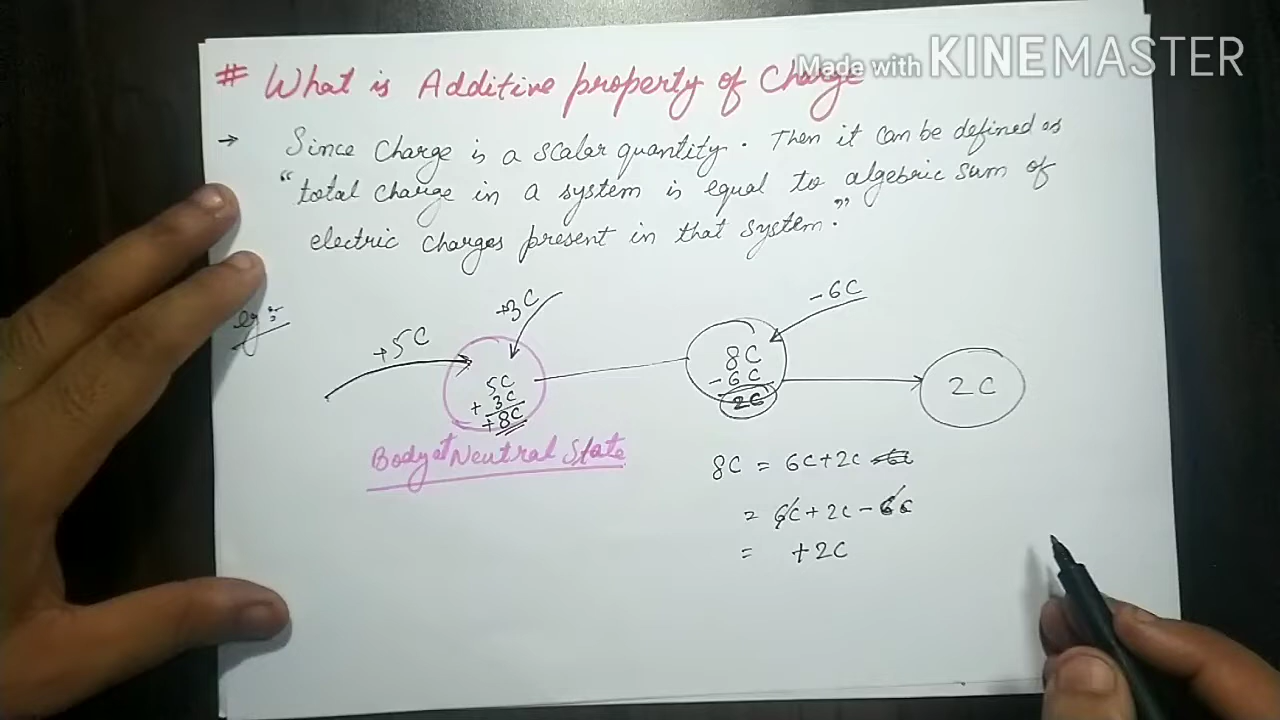 Made with KINEMASTER
# What is Additive property of Charge
→ Since Charge is a scalar quantity. Then it can be defined as
"total charge in a system is equal to algebric sum of
electric charges present in that system."
eg:-
+5C
+3C
5C
+ 3C
+8C
Body at Neutral State
-6C
8C
-6C
2C
2C
8C = 6C+2C
= 6C+2C-6C
= +2C